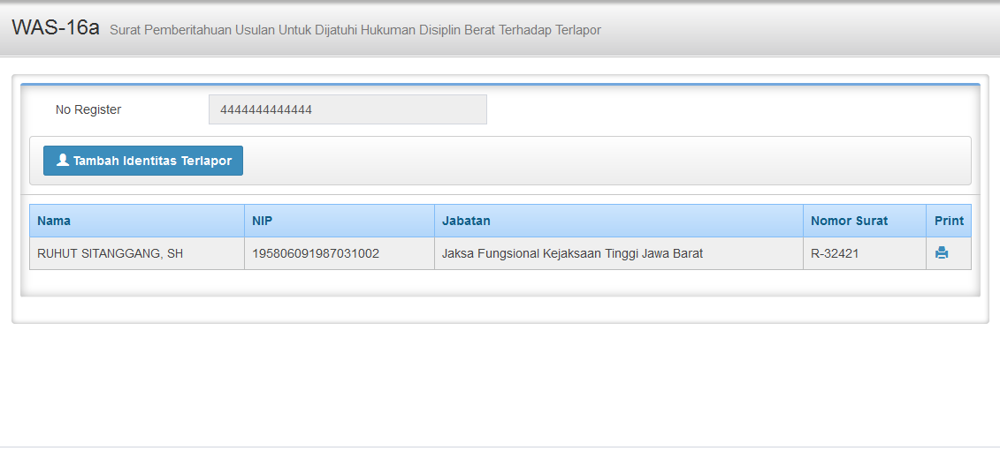 WAS-16a Surat Pemberitahuan Usulan Untuk Dijatuhi Hukuman Disiplin Berat Terhadap Terlapor
No Register 4444444444444
Tambah Identitas Terlapor
Nama NIP Jabatan Nomor Surat Print
RUHUT SITANGGANG, SH 195806091987031002 Jaksa Fungsional Kejaksaan Tinggi Jawa Barat R-32421